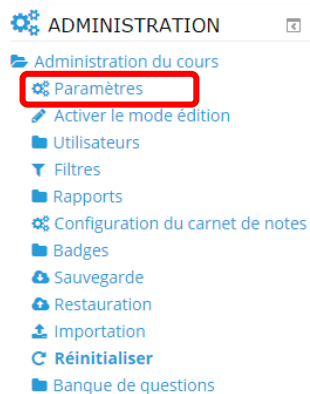 ADMINISTRATION
Administration du cours
Paramètres
Activer le mode édition
Utilisateurs
Filtres
Rapports
Configuration du carnet de notes
Badges
Sauvegarde
Restauration
Importation
Réinitialiser
Banque de questions